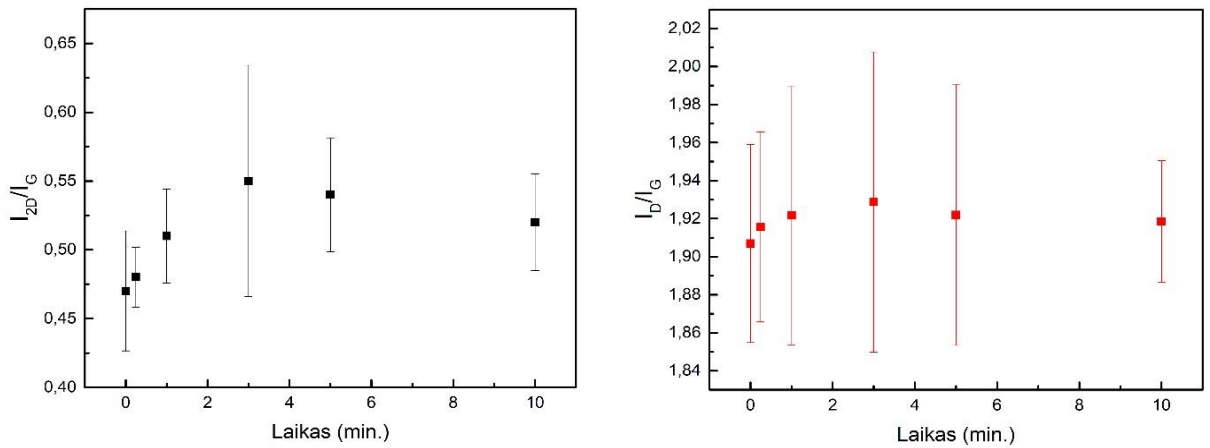 0,65
0,60
0,55
0,50
0,45
0,40
I2D/IG
0 2 4 6 8 10
Laikas (min.)
2,02
2,00
1,98
1,96
1,94
1,92
1,90
1,88
1,86
1,84
ID/IG
0 2 4 6 8 10
Laikas (min.)